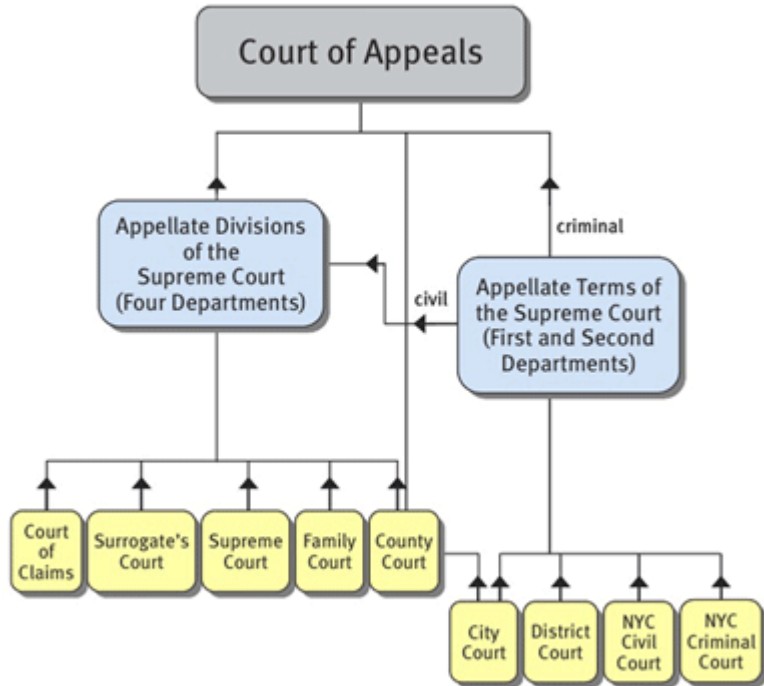 Court of Appeals
Appellate Divisions
of the
Supreme Court
(Four Departments)
criminal
civil
Appellate Terms of
the Supreme Court
(First and Second
Departments)
Court
of
Claims
Surrogate's
Court
Supreme
Court
Family
Court
County
Court
City
Court
District
Court
NYC
Civil
Court
NYC
Criminal
Court